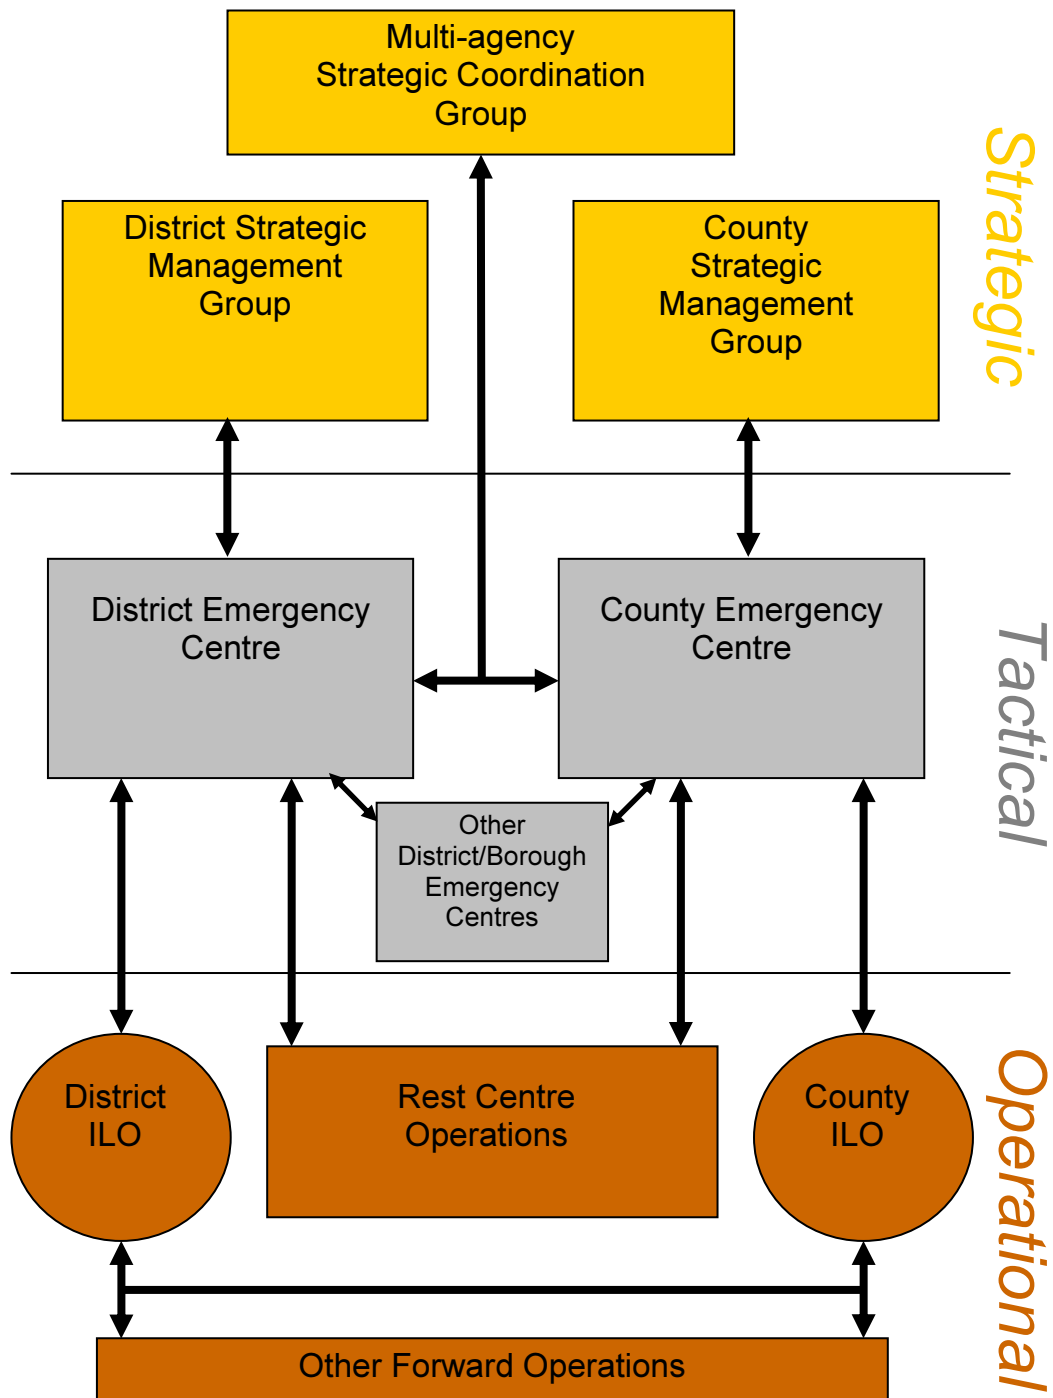 Multi-agency
Strategic Coordination
Group
District Strategic
Management
Group
County
Strategic
Management
Group
Strategic
District Emergency
Centre
County Emergency
Centre
Tactical
Other
District/Borough
Emergency
Centres
District
ILO
Rest Centre
Operations
County
ILO
Operational
Other Forward Operations